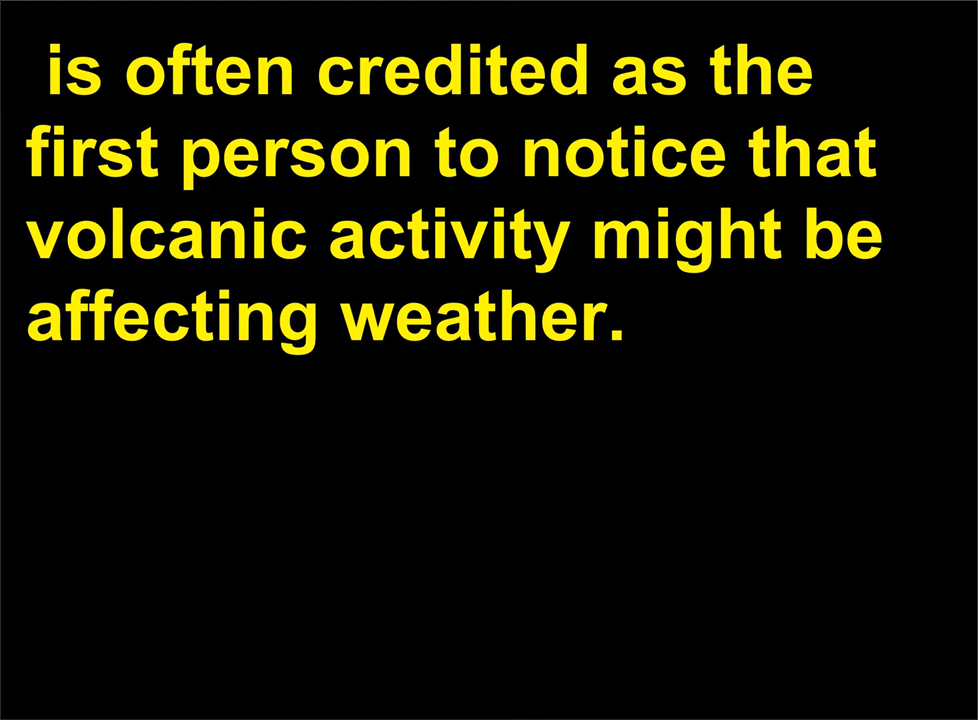 is often credited as the
first person to notice that
volcanic activity might be
affecting weather.